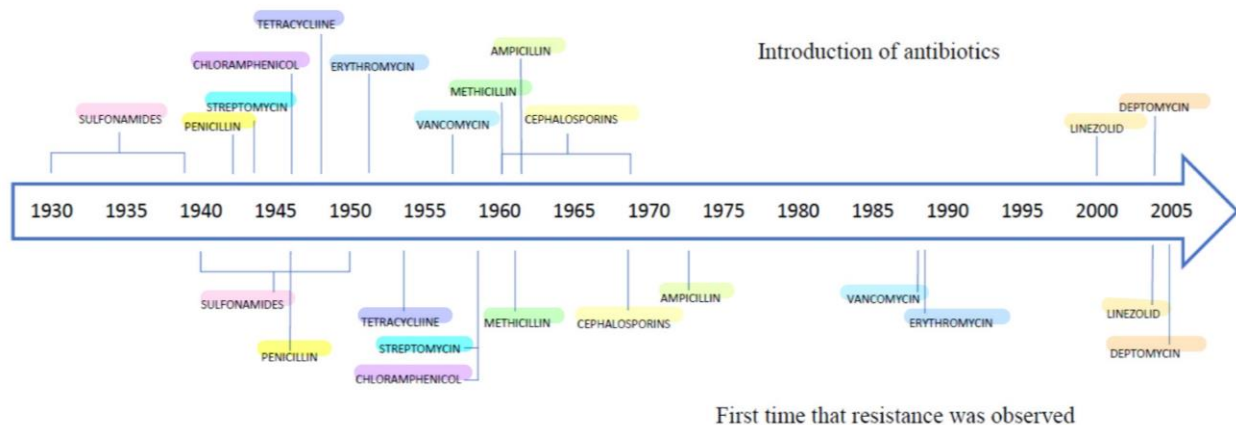 TETRACYCLIINE
AMPICILLIN
Introduction of antibiotics
CHLORAMPHENICOL
ERYTHROMYCIN
METHICILLIN
STREPTOMYCIN
DEPTOMYCIN
SULFONAMIDES
PENICILLIN
VANCOMYCIN
CEPHALOSPORINS
LINEZOLID
1930 1935 1940 1945 1950 1955 1960 1965 1970 1975 1980 1985 1990 1995 2000 2005
SULFONAMIDES
AMPICILLIN
VANCOMYCIN
TETRACYCLIINE
METHICILLIN
CEPHALOSPORINS
ERYTHROMYCIN
LINEZOLID
STREPTOMYCIN
PENICILLIN
DEPTOMYCIN
CHLORAMPHENICOL
First time that resistance was observed